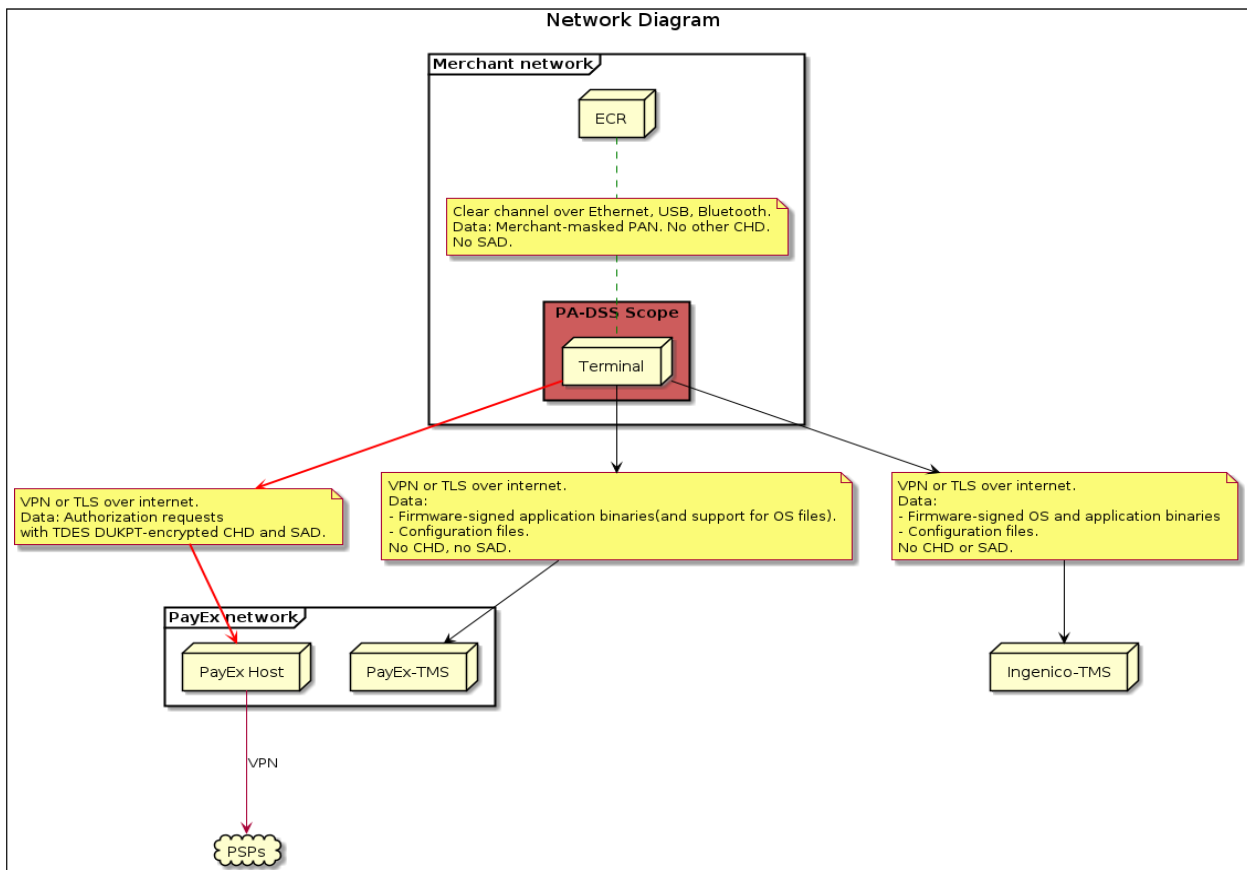 Network Diagram
Merchant network
ECR
Clear channel over Ethernet, USB, Bluetooth.
Data: Merchant-masked PAN. No other CHD.
No SAD.
PA-DSS Scope
Terminal
VPN or TLS over internet.
Data: Authorization requests
with TDES DUKPT-encrypted CHD and SAD.
VPN or TLS over internet.
Data:
- Firmware-signed application binaries(and support for OS files).
- Configuration files.
No CHD, no SAD.
VPN or TLS over internet.
Data:
- Firmware-signed OS and application binaries
- Configuration files.
No CHD or SAD.
PayEx network
PayEx Host
PayEx-TMS
Ingenico-TMS
VPN
PSPs